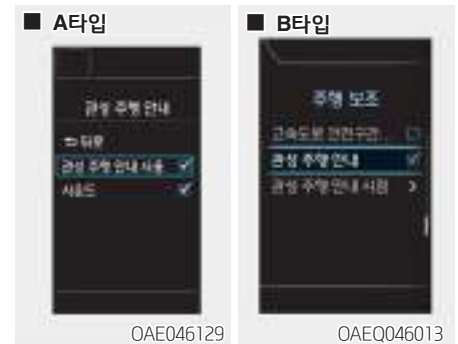 ■ A타입
관성 주행 안내
뒤로
관성 주행 안내 사용
사운드
OAE046129
■ B타입
주행 보조
고속도로 안전구간..
관성 주행 안내
관성 주행 안내 시점
OAEQ046013